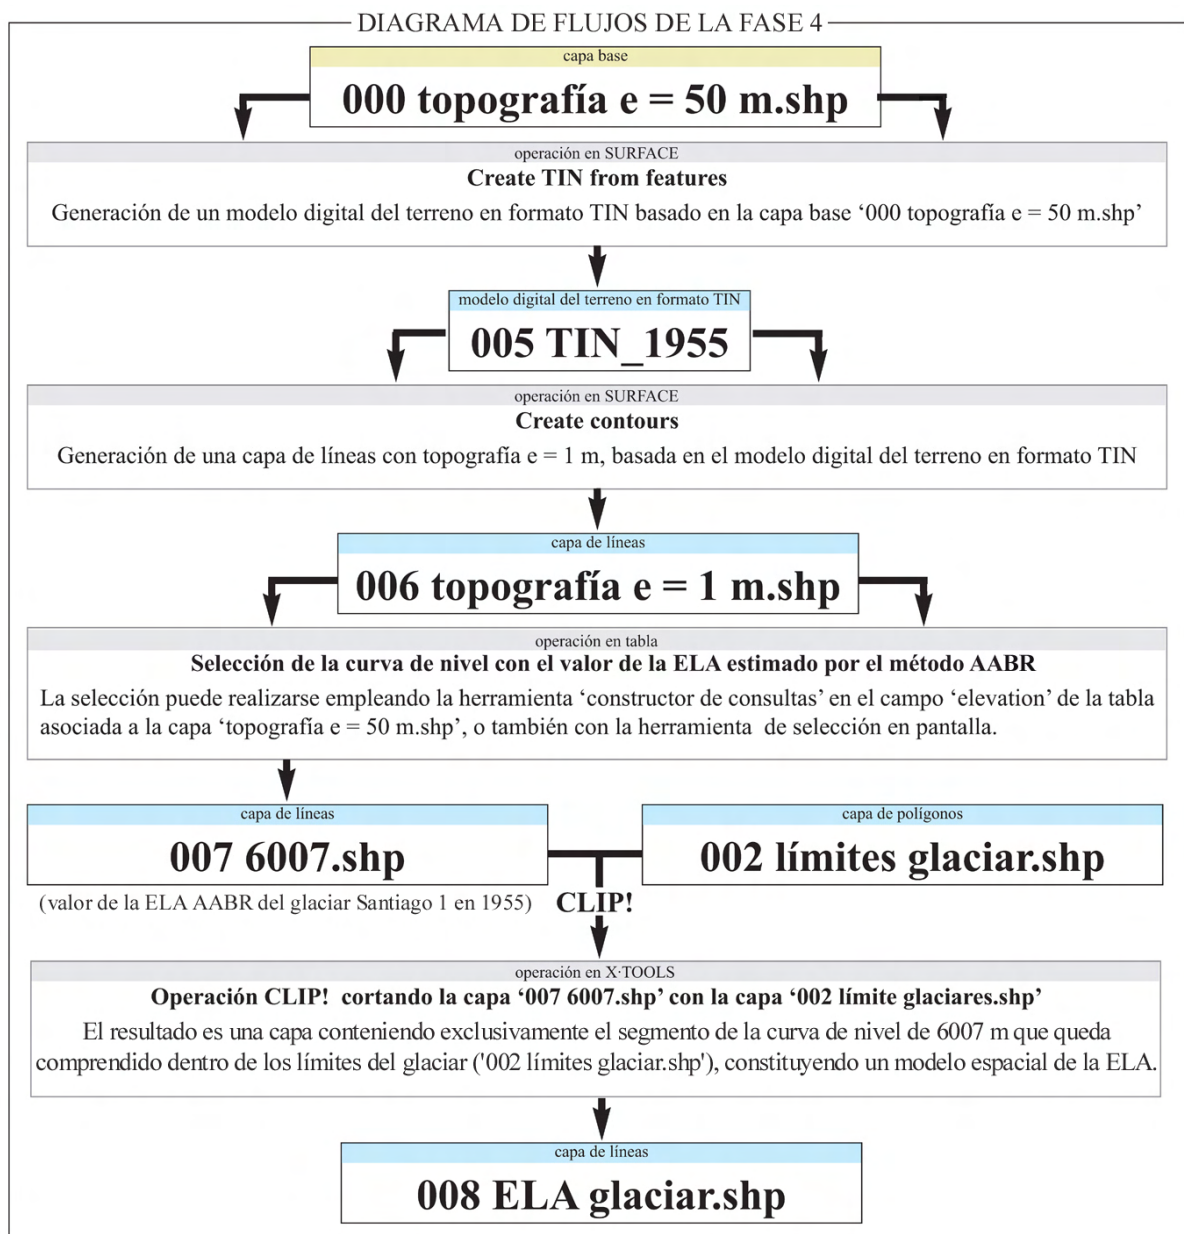 DIAGRAMA DE FLUJOS DE LA FASE 4
capa base
000 topografía e = 50 m.shp
operación en SURFACE
Create TIN from features
Generación de un modelo digital del terreno en formato TIN basado en la capa base ‘000 topografía e = 50 m.shp’
modelo digital del terreno en formato TIN
005 TIN_1955
operación en SURFACE
Create contours
Generación de una capa de líneas con topografía e = 1 m, basada en el modelo digital del terreno en formato TIN
capa de líneas
006 topografía e = 1 m.shp
operación en tabla
Selección de la curva de nivel con el valor de la ELA estimado por el método AABR
La selección puede realizarse empleando la herramienta ‘constructor de consultas’ en el campo ‘elevation’ de la tabla
asociada a la capa ‘topografía e = 50 m.shp’, o también con la herramienta de selección en pantalla.
capa de líneas
007 6007.shp
(valor de la ELA AABR del glaciar Santiago 1 en 1955)
capa de polígonos
002 límites glaciar.shp
CLIP!
operación en X·TOOLS
Operación CLIP! cortando la capa ‘007 6007.shp’ con la capa ‘002 límite glaciares.shp’
El resultado es una capa conteniendo exclusivamente el segmento de la curva de nivel de 6007 m que queda
comprendido dentro de los límites del glaciar ('002 límites glaciar.shp'), constituyendo un modelo espacial de la ELA.
capa de líneas
008 ELA glaciar.shp